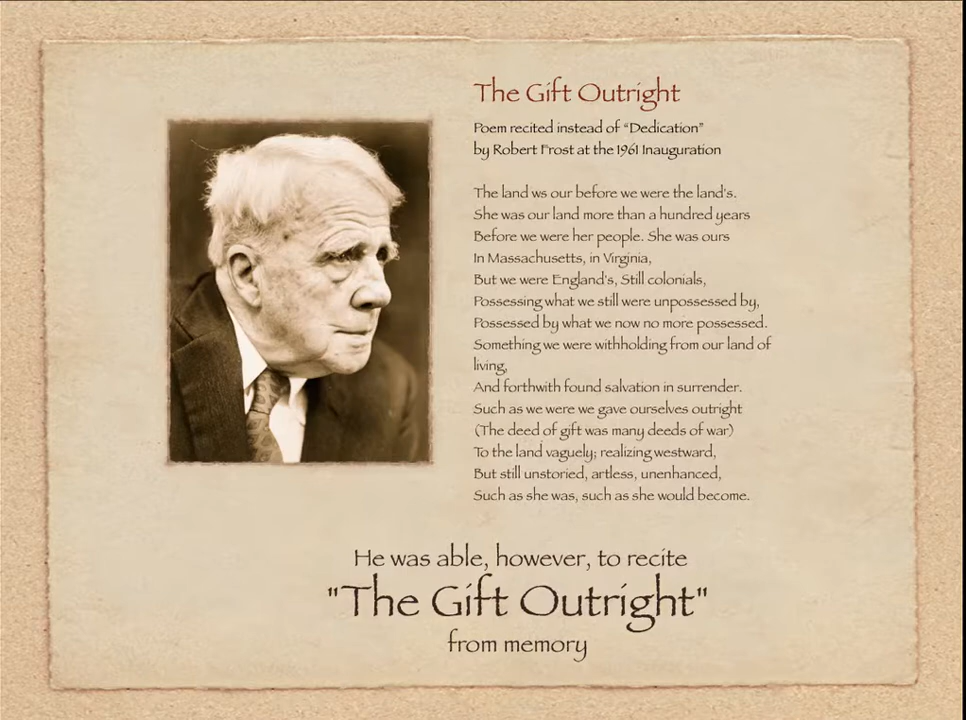 The Gift Outright
Poem recited instead of "Dedication"
by Robert Frost at the 1961 Inauguration
The land ws our before we were the land's.
She was our land more than a hundred years
Before we were her people. She was ours
In Massachusetts, in Virginia,
But we were England's, Still colonials,
Possessing what we still were unpossessed by,
Possessed by what we now no more possessed.
Something we were withholding from our land of
living,
And forthwith found salvation in surrender.
Such as we were we gave ourselves outright
(The deed of gift was many deeds of war)
To the land vaguely; realizing westward,
But still unstoried, artless, unenhanced,
Such as she was, such as she would become.
He was able, however, to recite
"The Gift Outright"
from memory